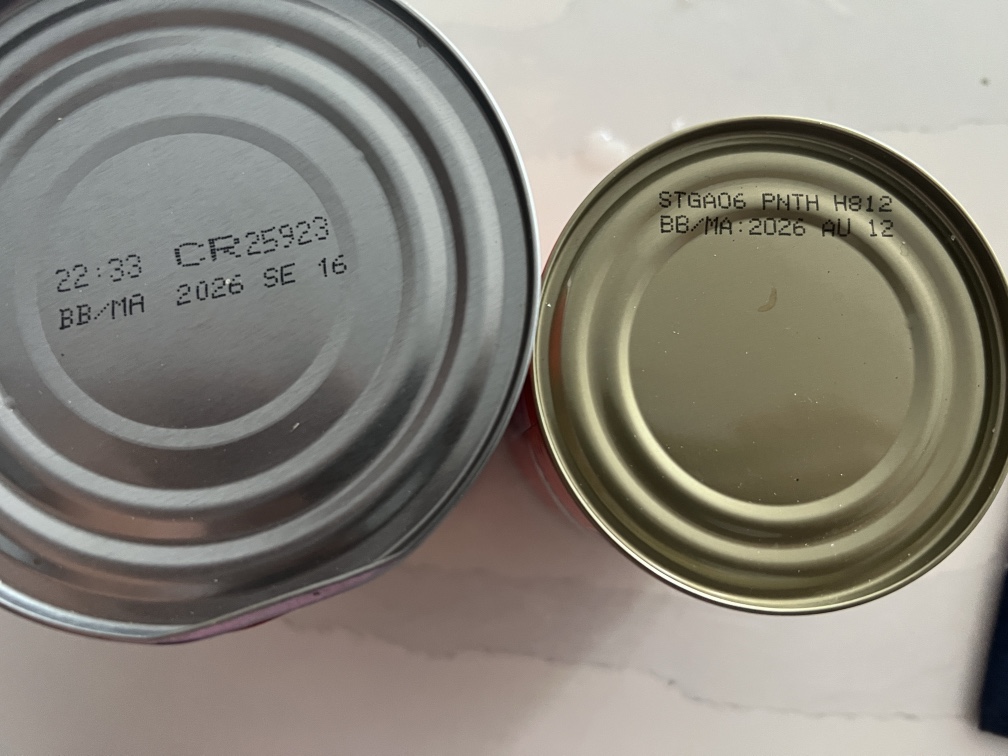 22:33 CR25923
BB/MA 2026 SE 16
STGA06 PNTH H812
BB/MA:2026 AU 12